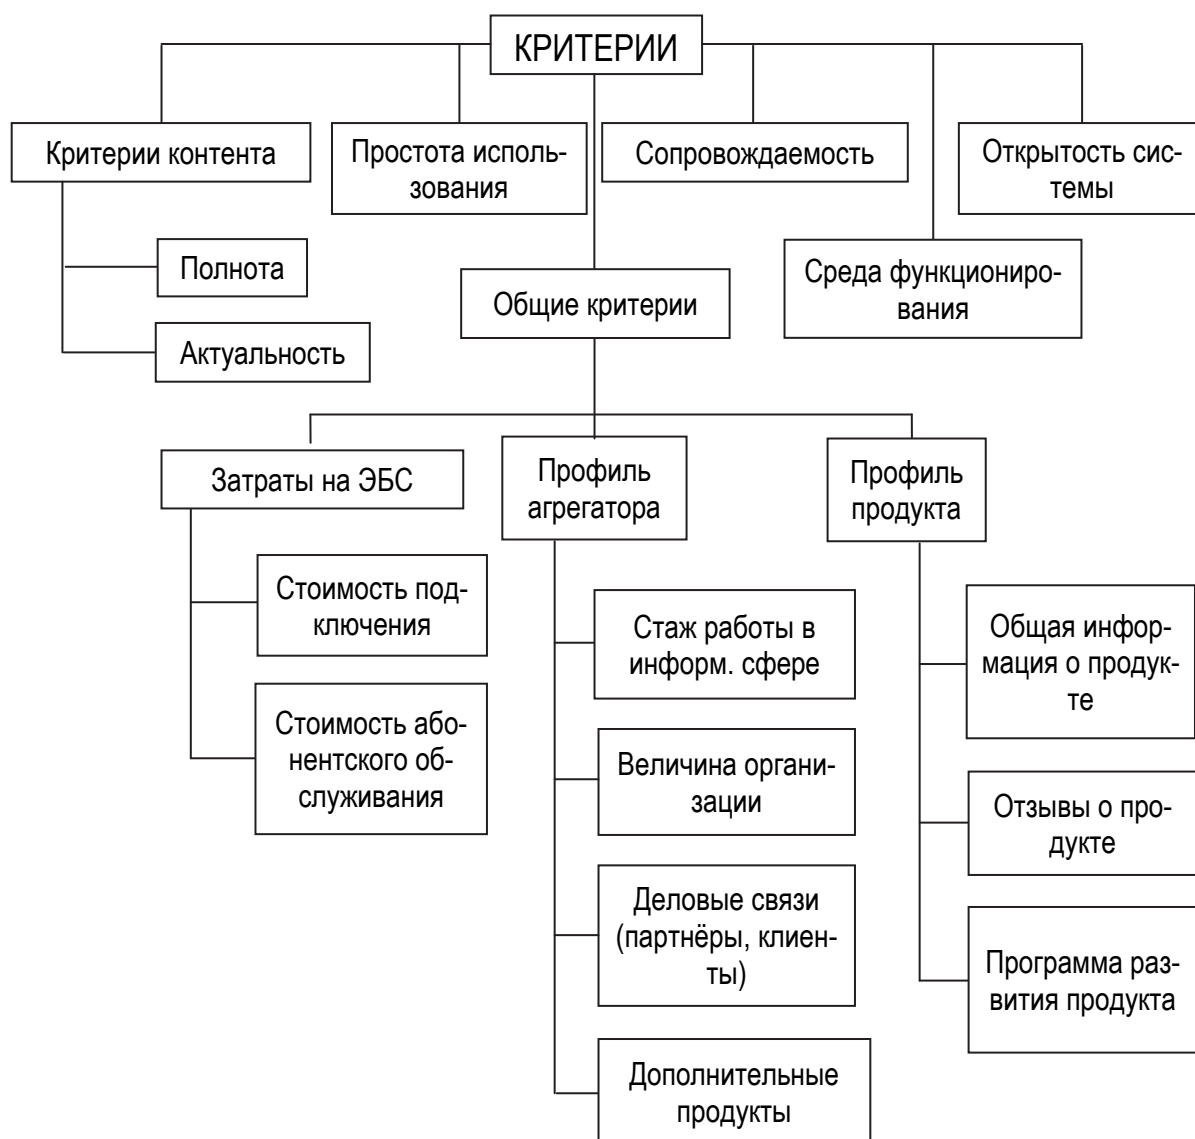 КРИТЕРИИ
Критерии контента
Простота исполь-
зования
Сопровождаемость
Открытость сис-
темы
Полнота
Актуальность
Общие критерии
Среда функциониро-
вания
Затраты на ЭБС
Профиль
агрегатора
Профиль
продукта
Стоимость под-
ключения
Стоимость або-
нентского об-
служивания
Стаж работы в
информ. сфере
Величина органи-
зации
Деловые связи
(партнёры, клиен-
ты)
Дополнительные
продукты
Общая инфор-
мация о продук-
те
Отзывы о про-
дукте
Программа раз-
вития продукта